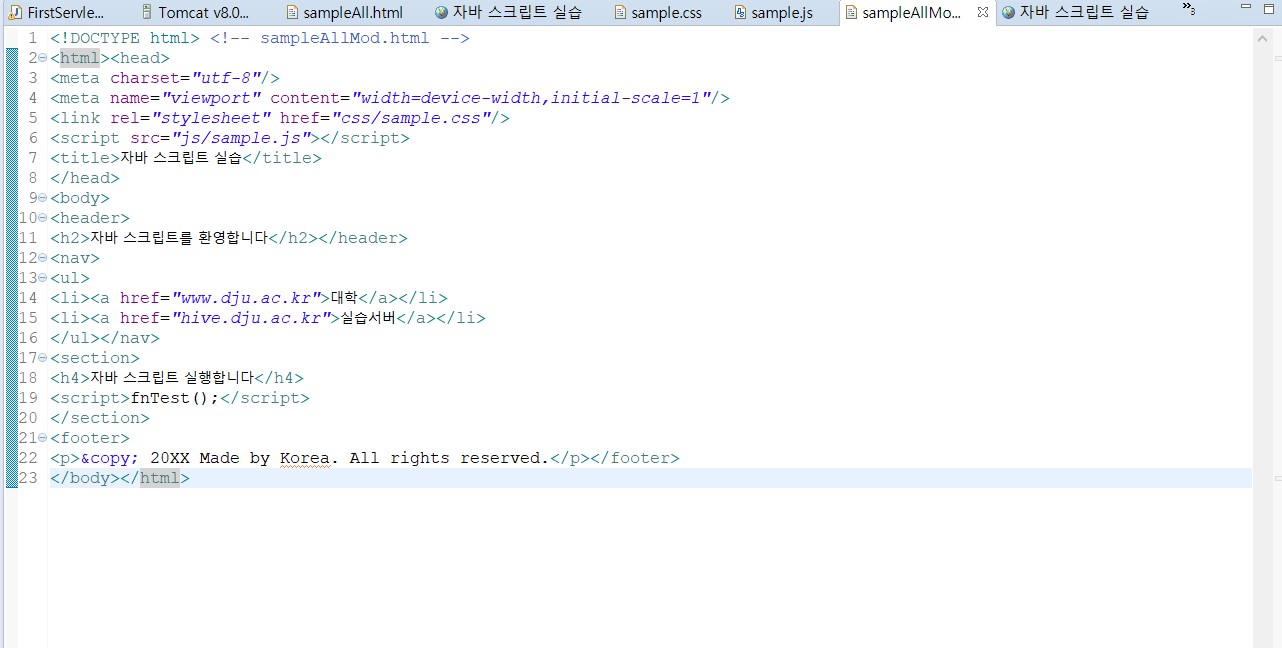 FirstServle... Tomcat v8.0... sampleAll.html 자바 스크립트 실습 sample.css sample.js sampleAllMo... 자바 스크립트 실습 »3
1 <!DOCTYPE html> <!-- sampleAllMod.html -->
2 <html><head>
3 <meta charset="utf-8"/>
4 <meta name="viewport" content="width=device-width,initial-scale=1"/>
5 <link rel="stylesheet" href="css/sample.css"/>
6 <script src="js/sample.js"></script>
7 <title>자바 스크립트 실습</title>
8 </head>
9 <body>
10 <header>
11 <h2>자바 스크립트를 환영합니다</h2></header>
12 <nav>
13 <ul>
14 <li><a href="www.dju.ac.kr">대학</a></li>
15 <li><a href="hive.dju.ac.kr">실습서버</a></li>
16 </ul></nav>
17 <section>
18 <h4>자바 스크립트 실행합니다</h4>
19 <script>fnTest();</script>
20 </section>
21 <footer>
22 <p>&copy; 20XX Made by Korea. All rights reserved.</p></footer>
23 </body></html>